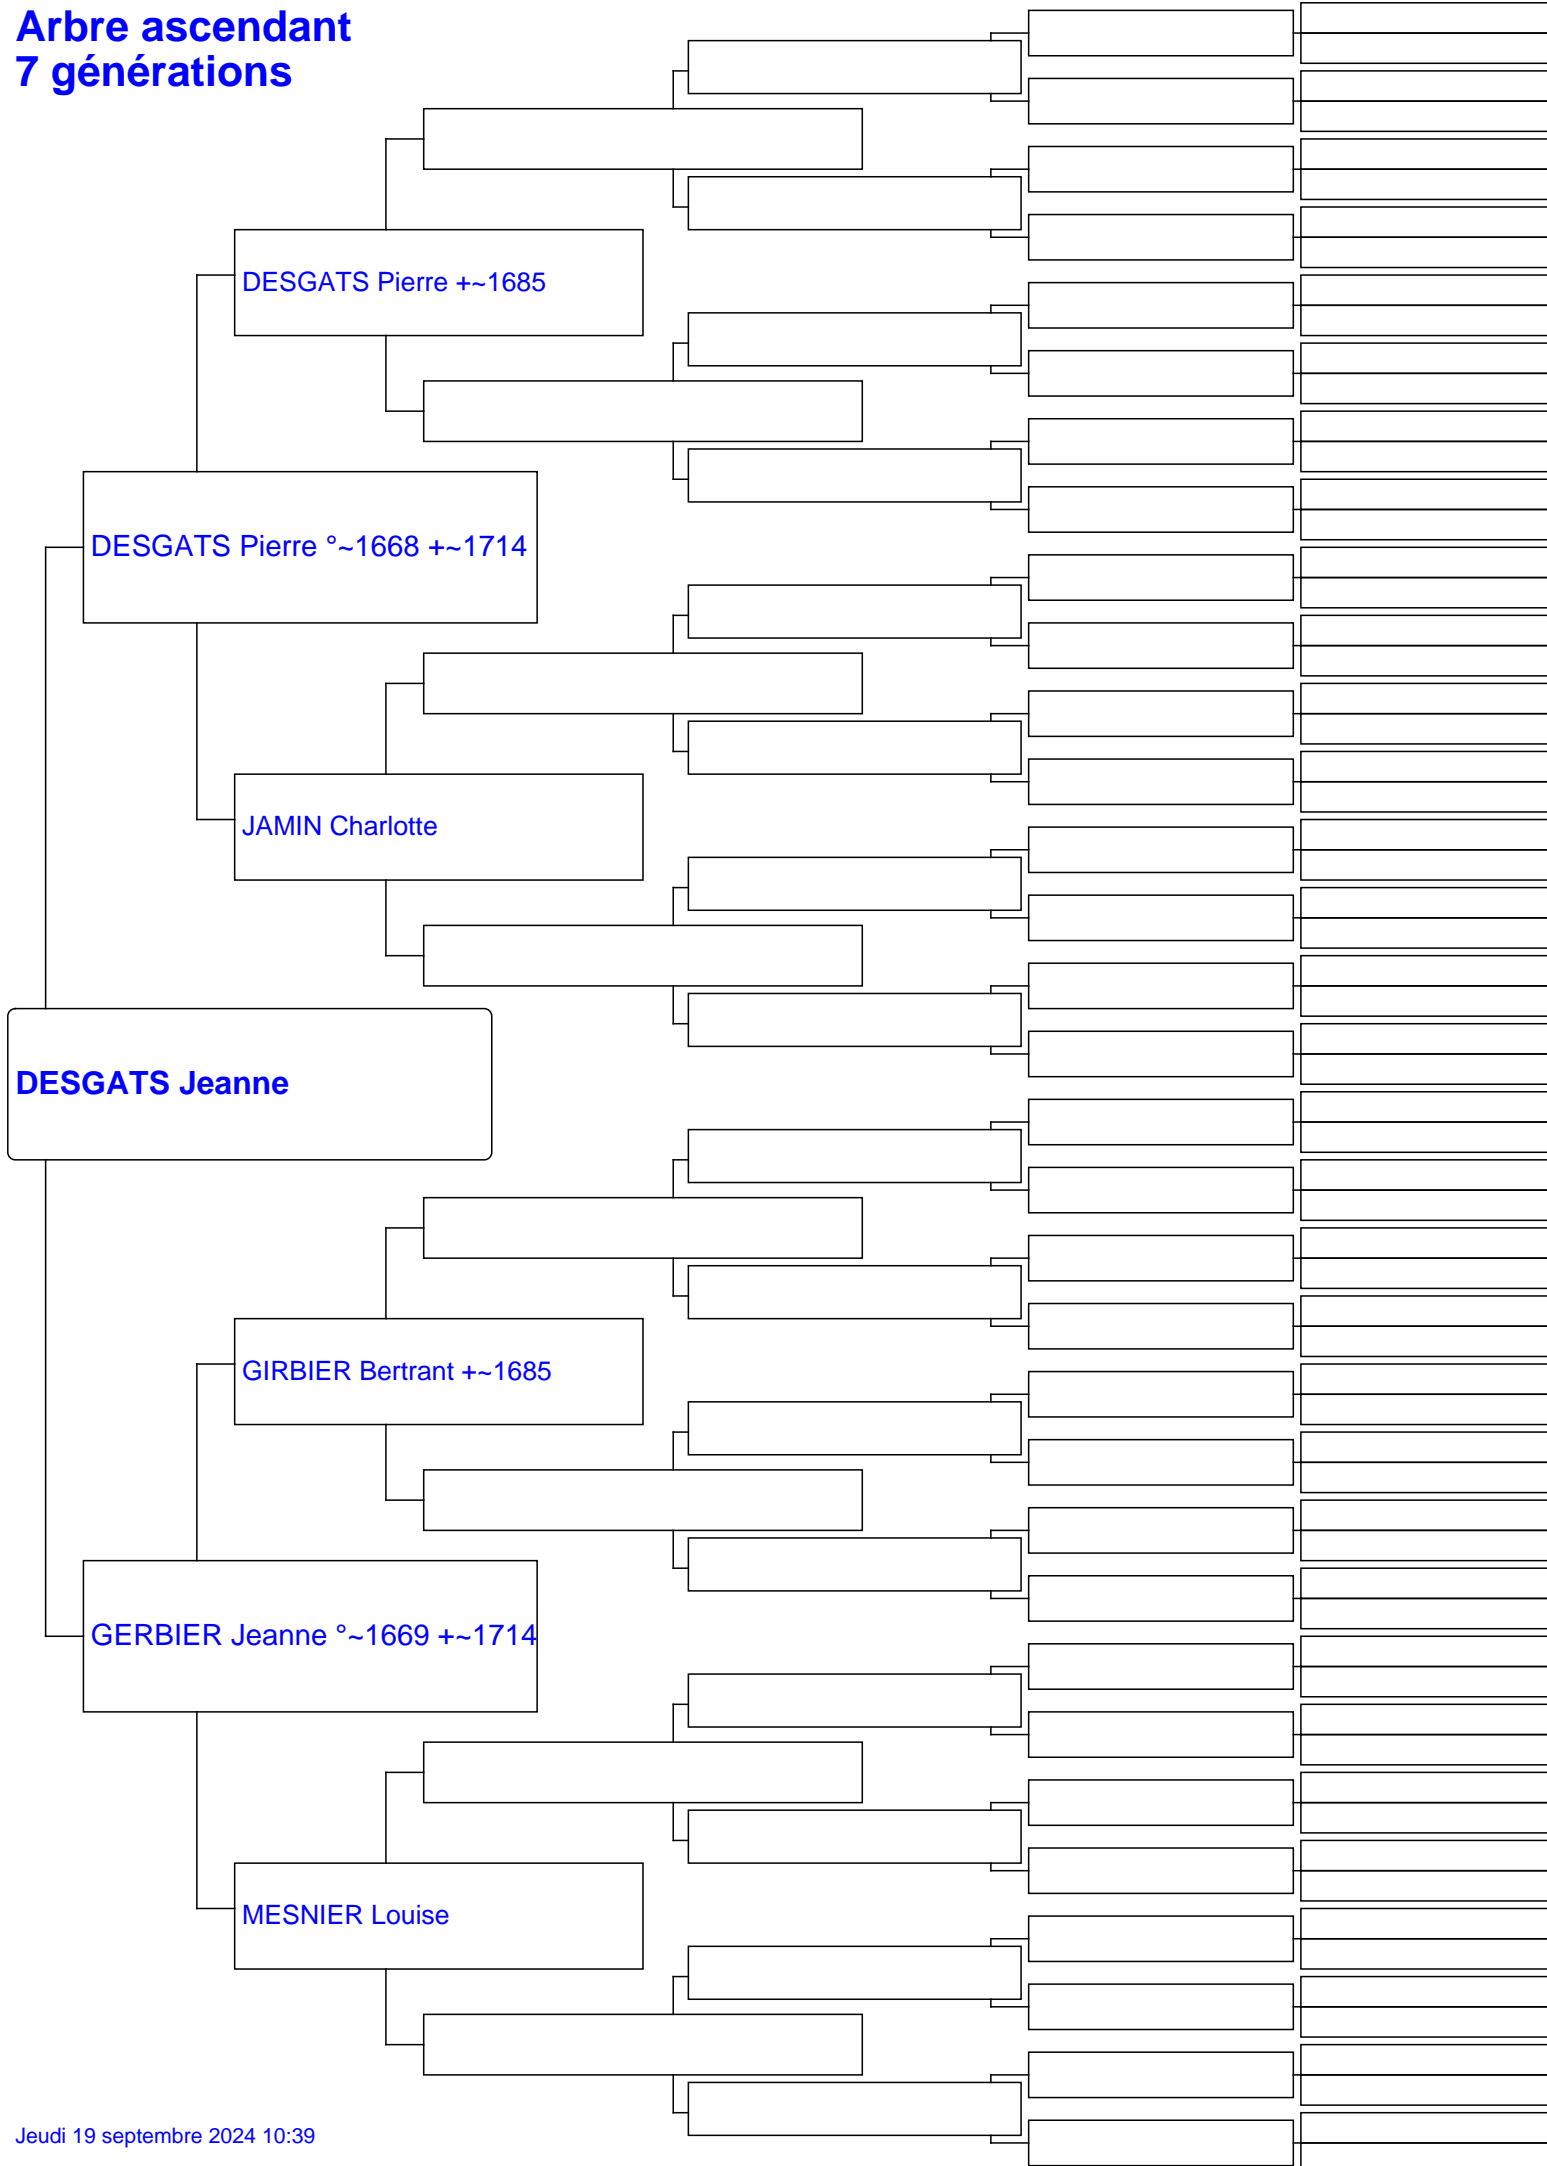 Arbre ascendant
7 générations
DESGATS Pierre +~1685
DESGATS Pierre °~1668 +~1714
JAMIN Charlotte
DESGATS Jeanne
GIRBIER Bertrant +~1685
GERBIER Jeanne °~1669 +~1714
MESNIER Louise
Jeudi 19 septembre 2024 10:39